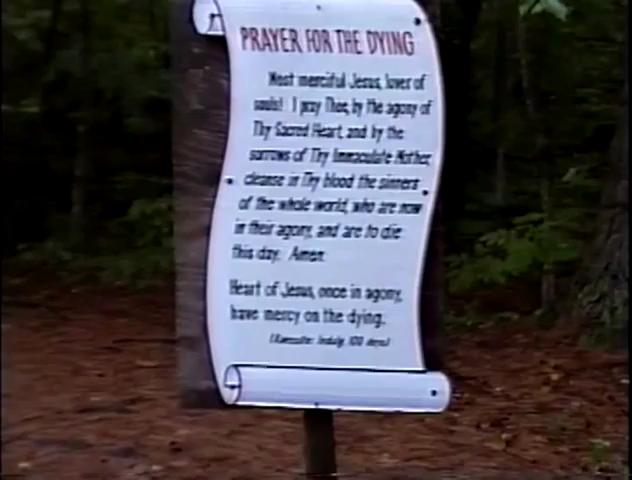 PRAYER FOR THE DYING
Most merciful Jesus, lover of
souls! I pray Thee, by the agony of
Thy Sacred Heart, and by the
sorrows of Thy Immaculate Mother,
cleanse in Thy blood the sinners
of the whole world, who are now
in their agony, and are to die
this day. Amen.
Heart of Jesus, once in agony,
have mercy on the dying.
Indulg. 100 days)